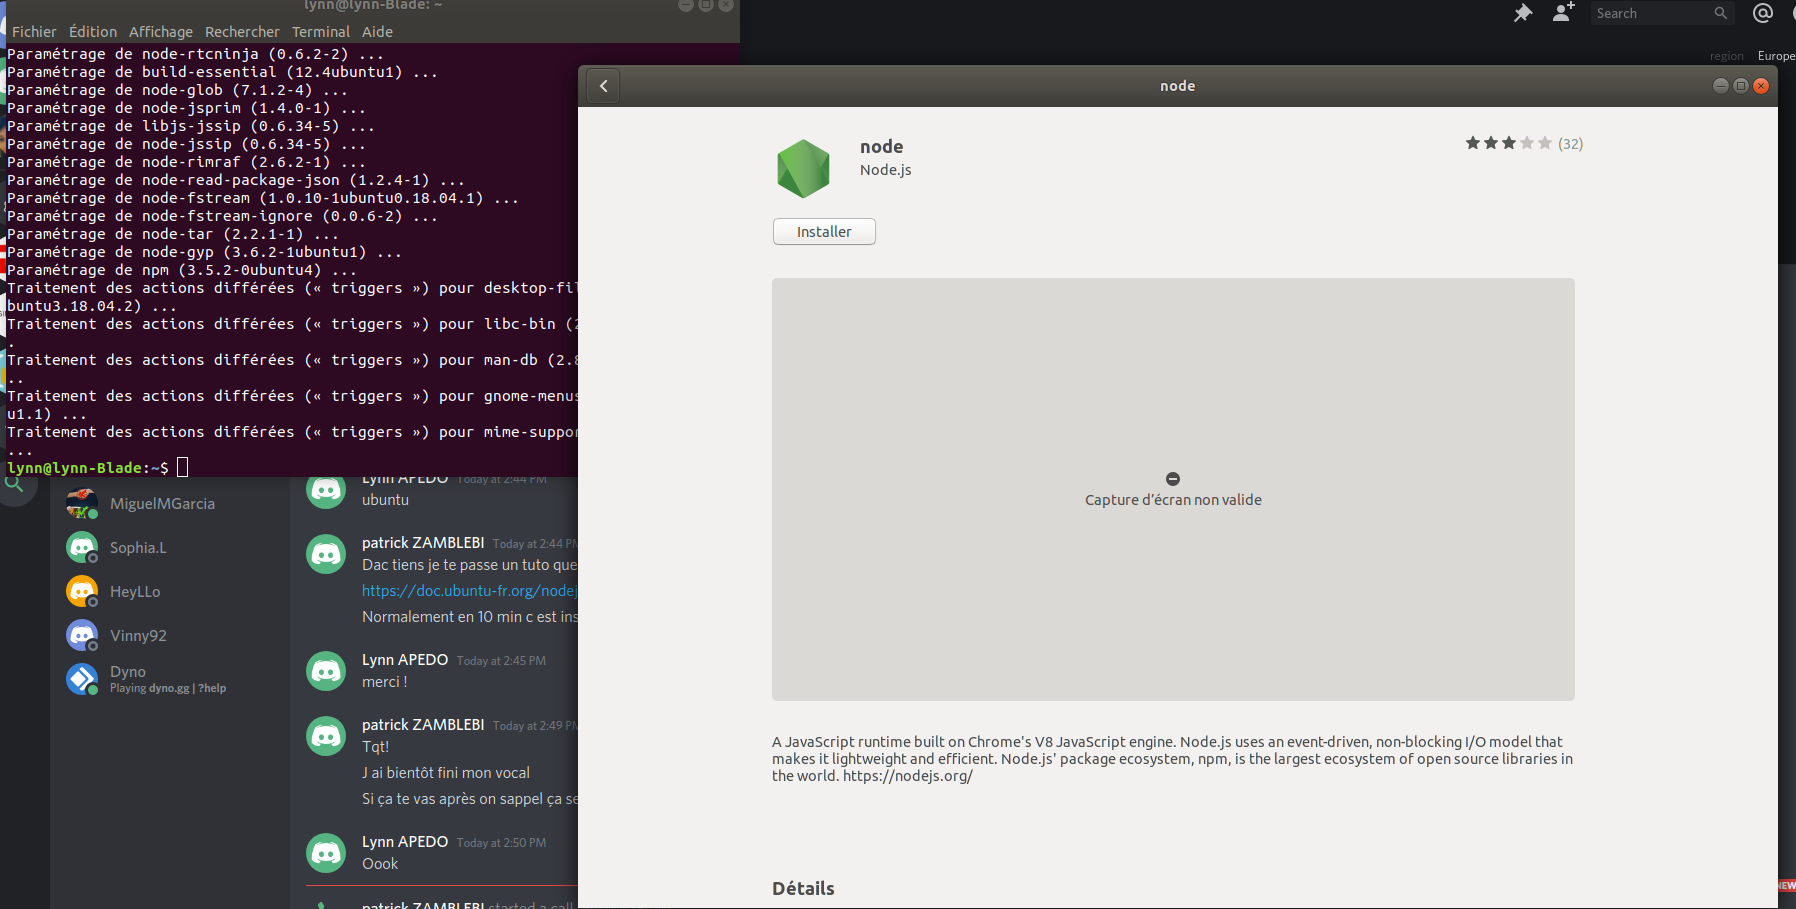 lynn@lynn-Blade: ~
Fichier Édition Affichage Rechercher Terminal Aide
Paramétrage de node-rtcninja (0.6.2-2) ...
Paramétrage de build-essential (12.4ubuntu1) ...
Paramétrage de node-glob (7.1.2-4) ...
Paramétrage de node-jsprim (1.4.0-1) ...
Paramétrage de libjs-jssip (0.6.34-5) ...
Paramétrage de node-jssip (0.6.34-5) ...
Paramétrage de node-rimraf (2.6.2-1) ...
Paramétrage de node-read-package-json (1.2.4-1) ...
Paramétrage de node-fstream (1.0.10-1ubuntu0.18.04.1) ...
Paramétrage de node-fstream-ignore (0.0.6-2) ...
Paramétrage de node-tar (2.2.1-1) ...
Paramétrage de node-gyp (3.6.2-1ubuntu1) ...
Paramétrage de npm (3.5.2-0ubuntu4) ...
Traitement des actions différées (« triggers ») pour desktop-fil
buntu3.18.04.2) ...
Traitement des actions différées (« triggers ») pour libc-bin (2
.
Traitement des actions différées (« triggers ») pour man-db (2.8
..
Traitement des actions différées (« triggers ») pour gnome-menus
u1.1) ...
Traitement des actions différées (« triggers ») pour mime-suppor
...
lynn@lynn-Blade:~$
MiguelMGarcia
Sophia.L
HeyLLo
Vinny92
Dyno
Playing dyno.gg | ?help
Lynn APEDO Today at 2:44 PM
ubuntu
patrick ZAMBLEBI Today at 2:44 PM
Dac tiens je te passe un tuto que
https://doc.ubuntu-fr.org/nodej
Normalement en 10 min c est ins
Lynn APEDO Today at 2:45 PM
merci !
patrick ZAMBLEBI Today at 2:49 PM
Tqt!
J ai bientôt fini mon vocal
Si ça te vas après on sappel ça se
Lynn APEDO Today at 2:50 PM
Oook
patrick ZAMBLEBI started a call
Search
region Europe
node
node
Node.js
(32)
Installer
Capture d’écran non valide
A JavaScript runtime built on Chrome's V8 JavaScript engine. Node.js uses an event-driven, non-blocking I/O model that
makes it lightweight and efficient. Node.js' package ecosystem, npm, is the largest ecosystem of open source libraries in
the world. https://nodejs.org/
Détails
NEW